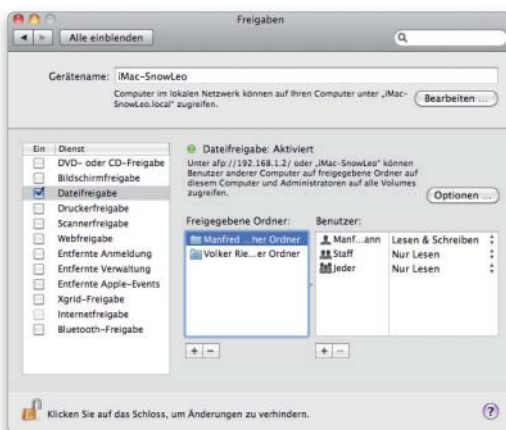 Freigaben
Alle einblenden
Gerätename: iMac-SnowLeo
Computer im lokalen Netzwerk können auf Ihren Computer unter „iMac-
SnowLeo.local" zugreifen.
Bearbeiten ...
Ein Dienst
DVD- oder CD-Freigabe
Bildschirmfreigabe
Dateifreigabe
Druckerfreigabe
Scannerfreigabe
Webfreigabe
Entfernte Anmeldung
Entfernte Verwaltung
Entfernte Apple-Events
Xgrid-Freigabe
Internetfreigabe
Bluetooth-Freigabe
Dateifreigabe: Aktiviert
Unter afp://192.168.1.2/ oder „iMac-SnowLeo" können
Benutzer anderer Computer auf freigegebene Ordner auf
diesem Computer und Administratoren auf alle Volumes
zugreifen.
Optionen ...
Freigegebene Ordner:
Manfred ...her Ordner
Volker Rie...er Ordner
Benutzer:
Manf...ann Lesen & Schreiben
Staff Nur Lesen
Jeder Nur Lesen
+ −
+ −
Klicken Sie auf das Schloss, um Änderungen zu verhindern.
?